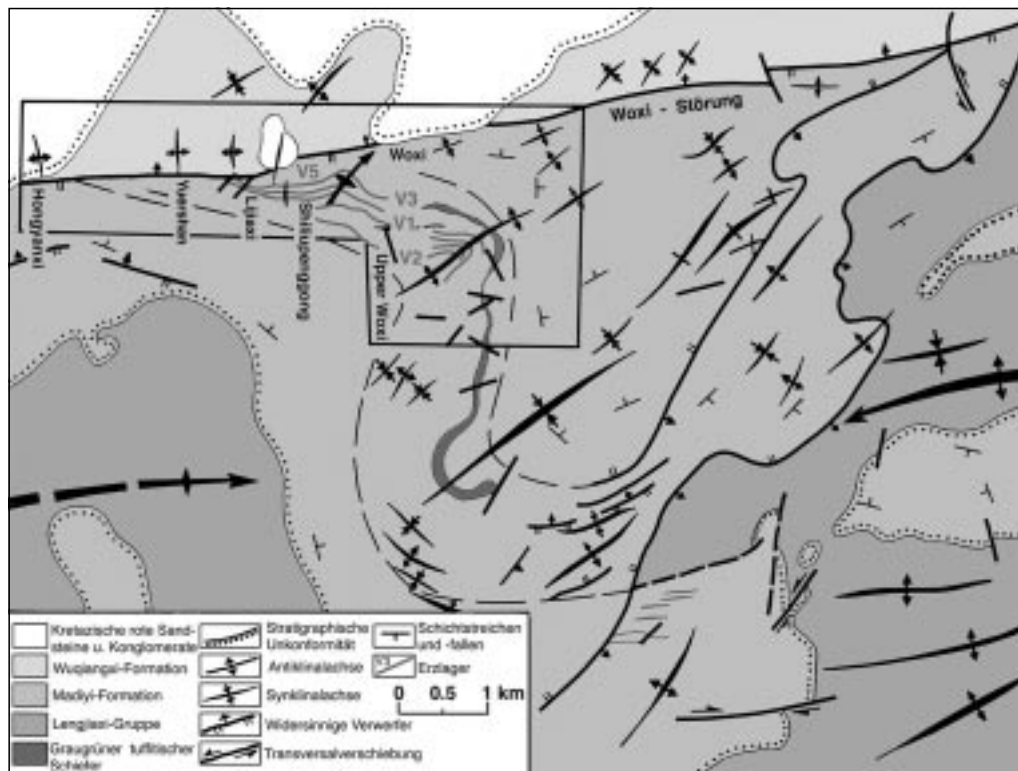 Woxi - Störung
Woxi
V5
V3
V1
V2
Hongyanxi
Yuershan
Lijiaxi
Shiliupenggong
Upper Woxi
Kretazische rote Sand-
steine u. Konglomerate
Wuqiangxi-Formation
Madiyi-Formation
Lengjiaxi-Gruppe
Graugrüner tuffitischer
Schiefer
Stratigraphische
Unkonformität
Antiklinalachse
Synklinalachse
Widersinnige Verwerfer
Transversalverschiebung
Schichtstreichen
und -fallen
V3
Erzlager
0 0.5 1 km